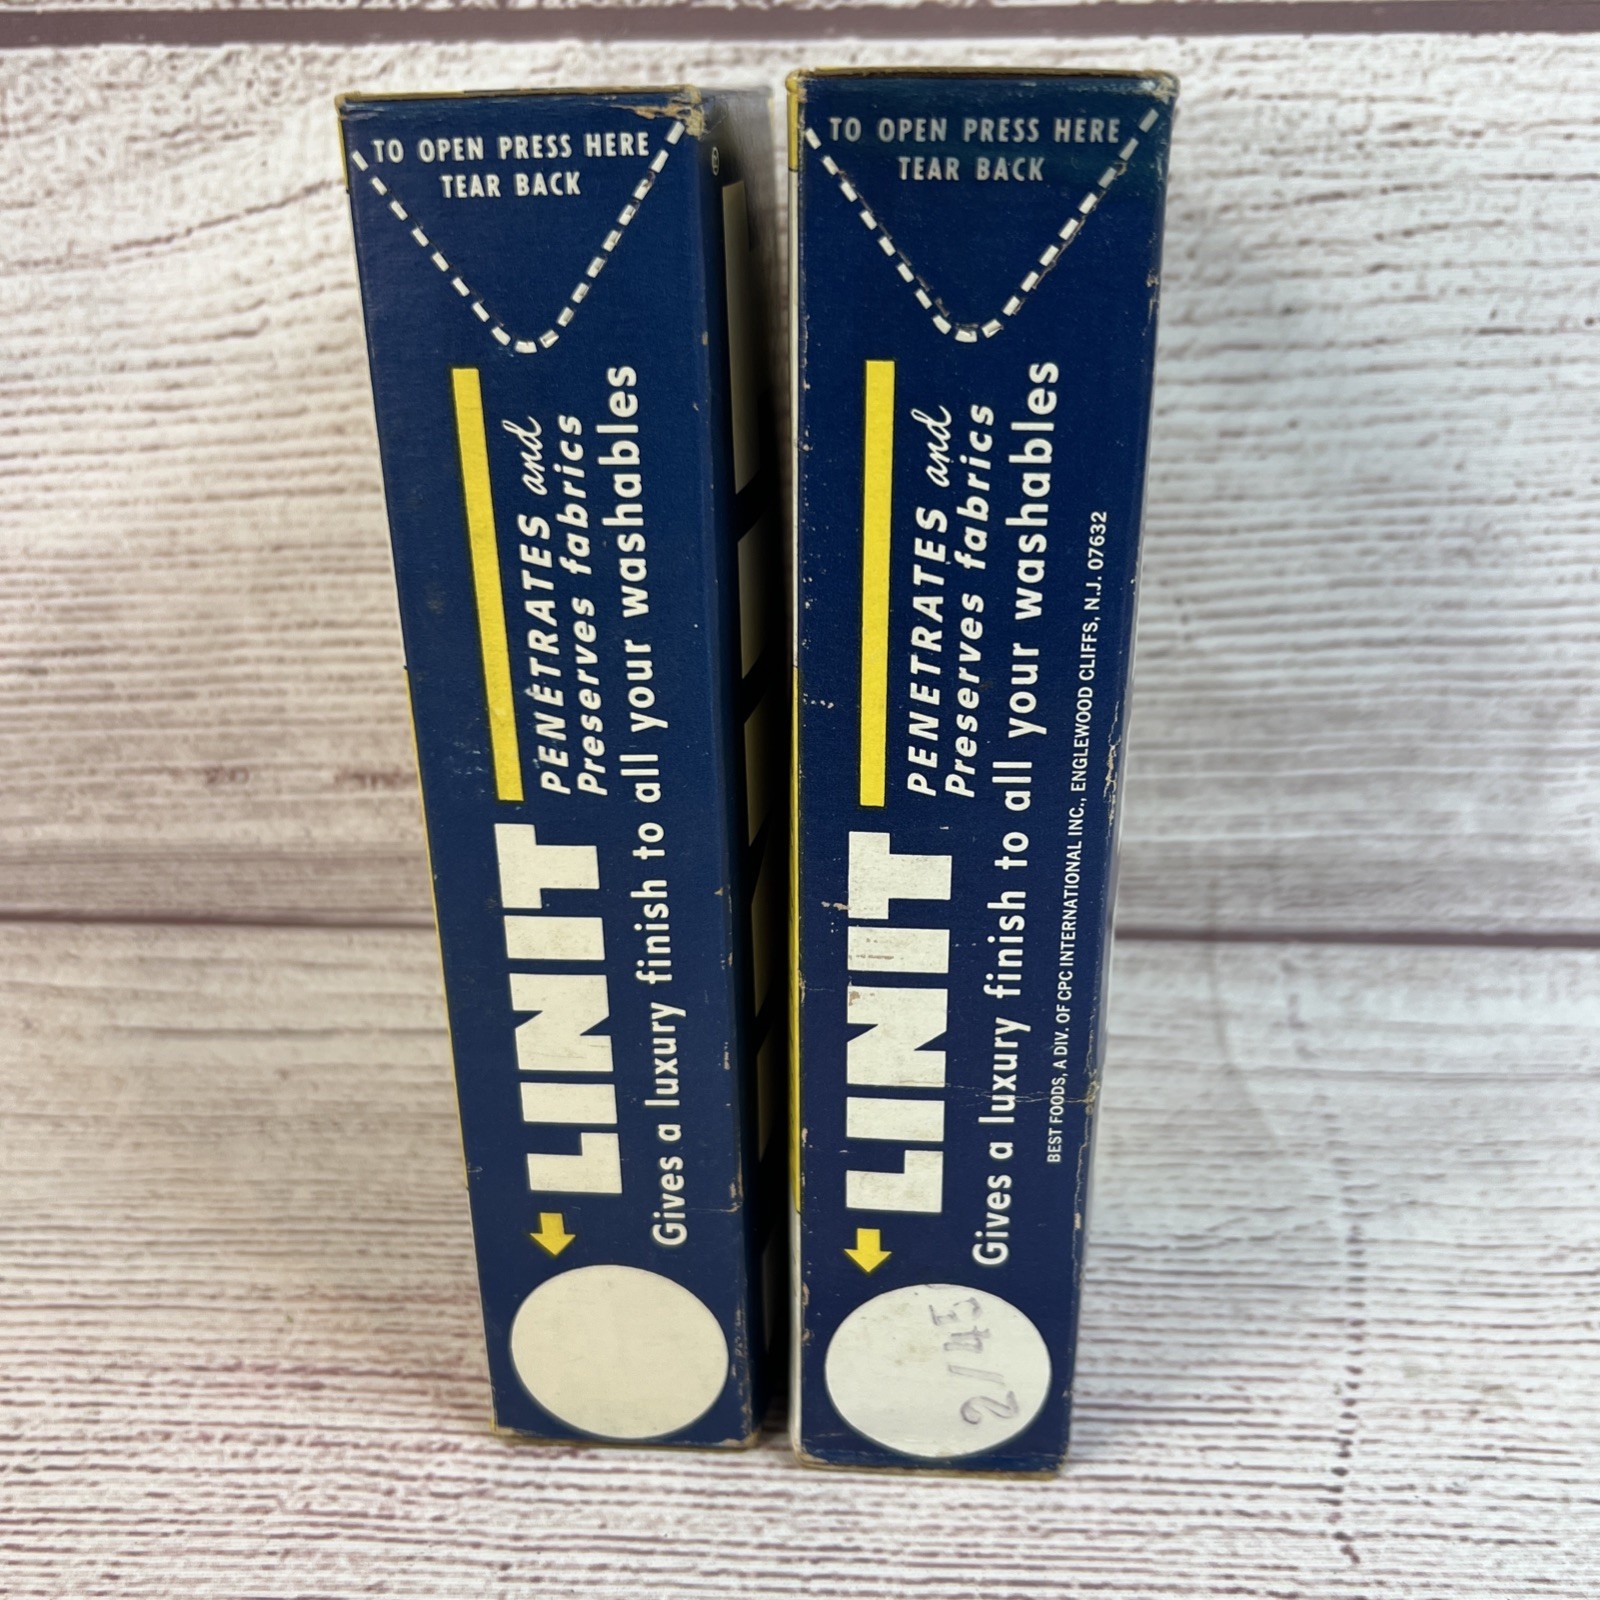 TO OPEN PRESS HERE
TEAR BACK
LINIT
PENETRATES and
Preserves fabrics
Gives a luxury finish to all your washables
TO OPEN PRESS HERE
TEAR BACK
LINIT
PENETRATES and
Preserves fabrics
Gives a luxury finish to all your washables
BEST FOODS, A DIV. OF CPC INTERNATIONAL INC., ENGLEWOOD CLIFFS, N.J. 07632
2/45